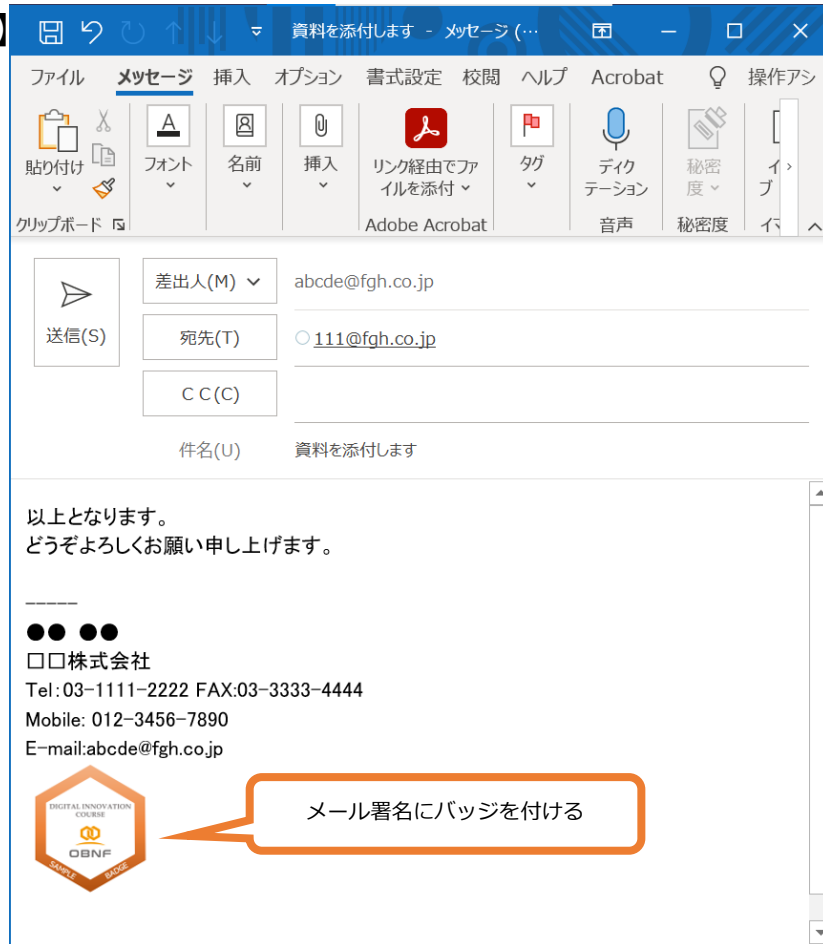 】
資料を添付します - メッセージ (…
ファイル メッセージ 挿入 オプション 書式設定 校閲 ヘルプ Acrobat 操作アシ
貼り付け フォント 名前 挿入 リンク経由でファイルを添付 タグ ディクテーション 秘密度
クリップボード Adobe Acrobat 音声 秘密度
送信(S)
差出人(M) abcde@fgh.co.jp
宛先(T) 111@fgh.co.jp
ＣＣ(C)
件名(U) 資料を添付します
以上となります。
どうぞよろしくお願い申し上げます。
-----
●● ●●
□□株式会社
Tel:03-1111-2222 FAX:03-3333-4444
Mobile: 012-3456-7890
E-mail:abcde@fgh.co.jp
DIGITAL INNOVATION
COURSE
OBNF
SAMPLE BADGE
メール署名にバッジを付ける